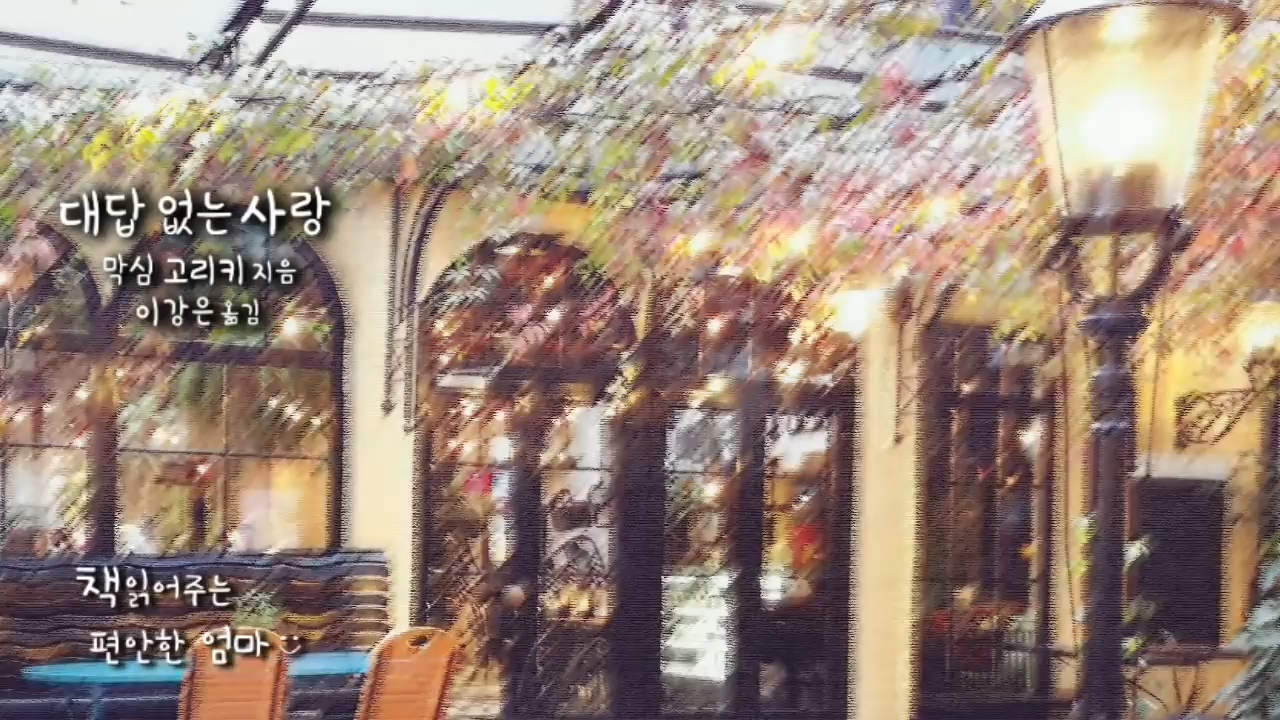 대답 없는 사랑
막심 고리키 지음
이강은 옮김
책읽어주는
편안한 엄마